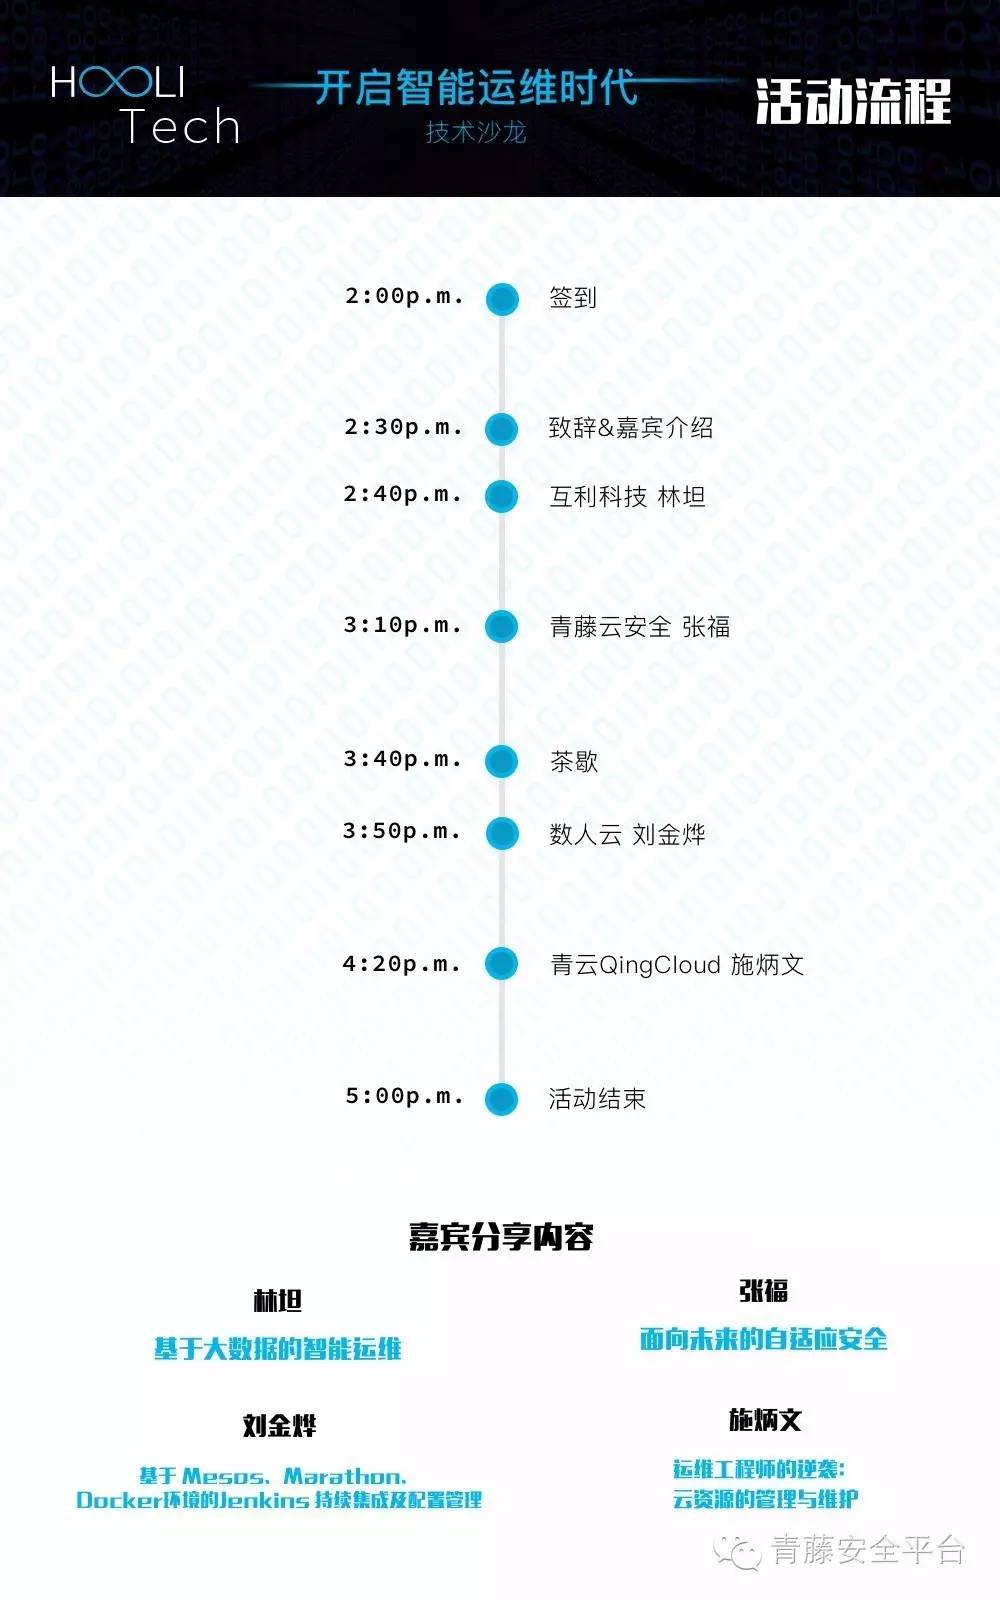 HOOLI
Tech
开启智能运维时代
技术沙龙
活动流程
2:00p.m. 签到
2:30p.m. 致辞&嘉宾介绍
2:40p.m. 互利科技 林坦
3:10p.m. 青藤云安全 张福
3:40p.m. 茶歇
3:50p.m. 数人云 刘金烨
4:20p.m. 青云QingCloud 施炳文
5:00p.m. 活动结束
嘉宾分享内容
林坦
基于大数据的智能运维
张福
面向未来的自适应安全
刘金烨
基于 Mesos、Marathon、
Docker环境的Jenkins 持续集成及配置管理
施炳文
运维工程师的逆袭：
云资源的管理与维护
青藤安全平台